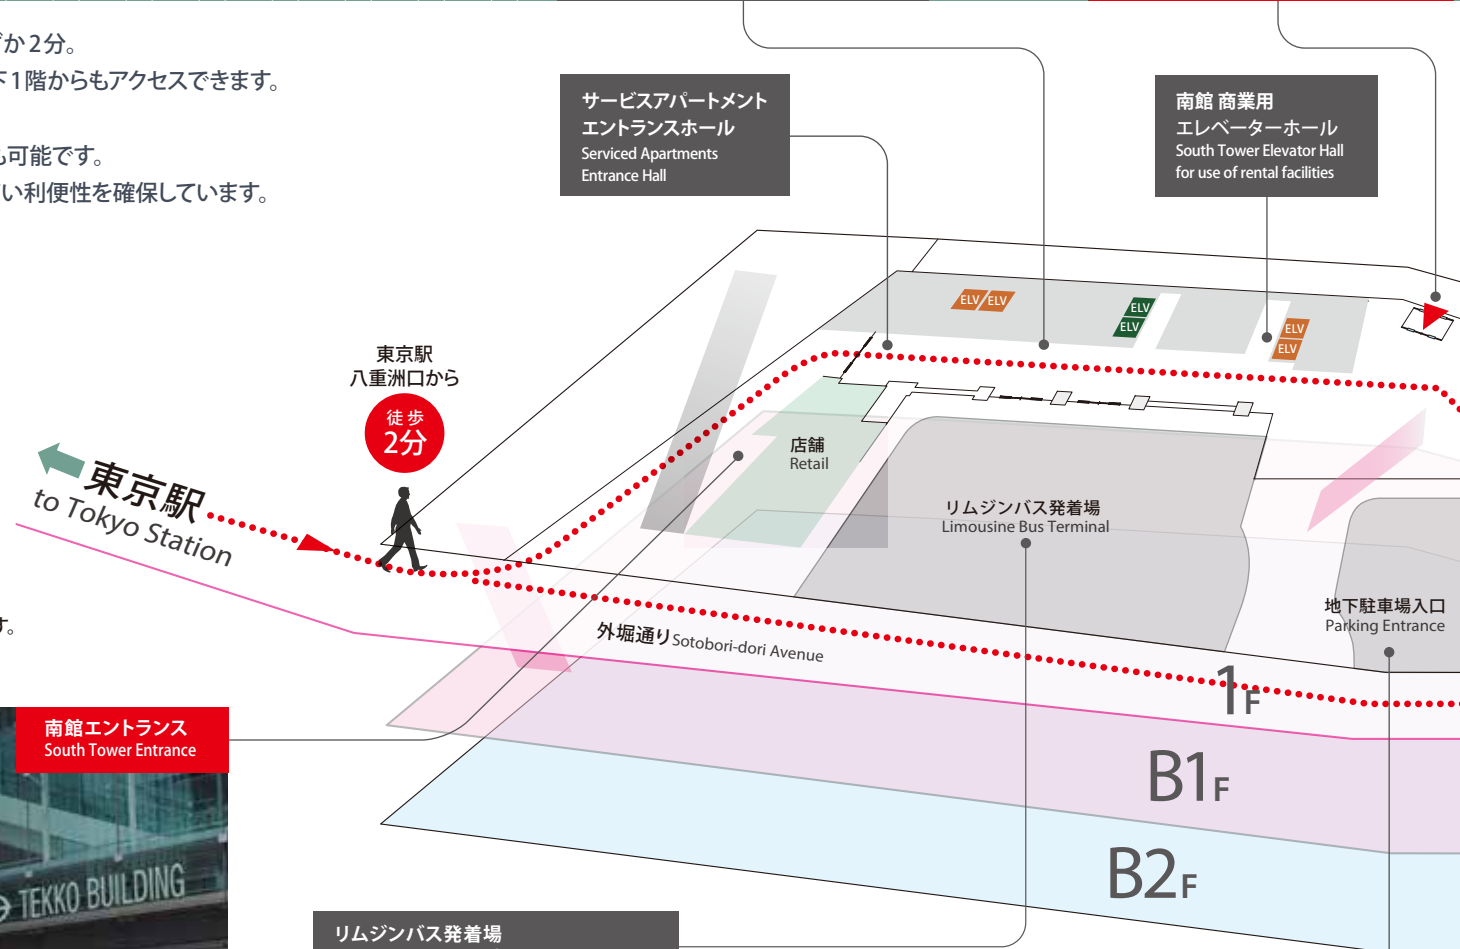 か2分。
下1階からもアクセスできます。
も可能です。
い利便性を確保しています。
サービスアパートメント
エントランスホール
Serviced Apartments
Entrance Hall
南館 商業用
エレベーターホール
South Tower Elevator Hall
for use of rental facilities
ELV
ELV
ELV
ELV
ELV
ELV
東京駅
八重洲口から
徒歩
2分
東京駅
to Tokyo Station
店舗
Retail
リムジンバス発着場
Limousine Bus Terminal
地下駐車場入口
Parking Entrance
外堀通り Sotobori-dori Avenue
す。
1F
B1F
B2F
南館エントランス
South Tower Entrance
TEKKO BUILDING
リムジンバス発着場